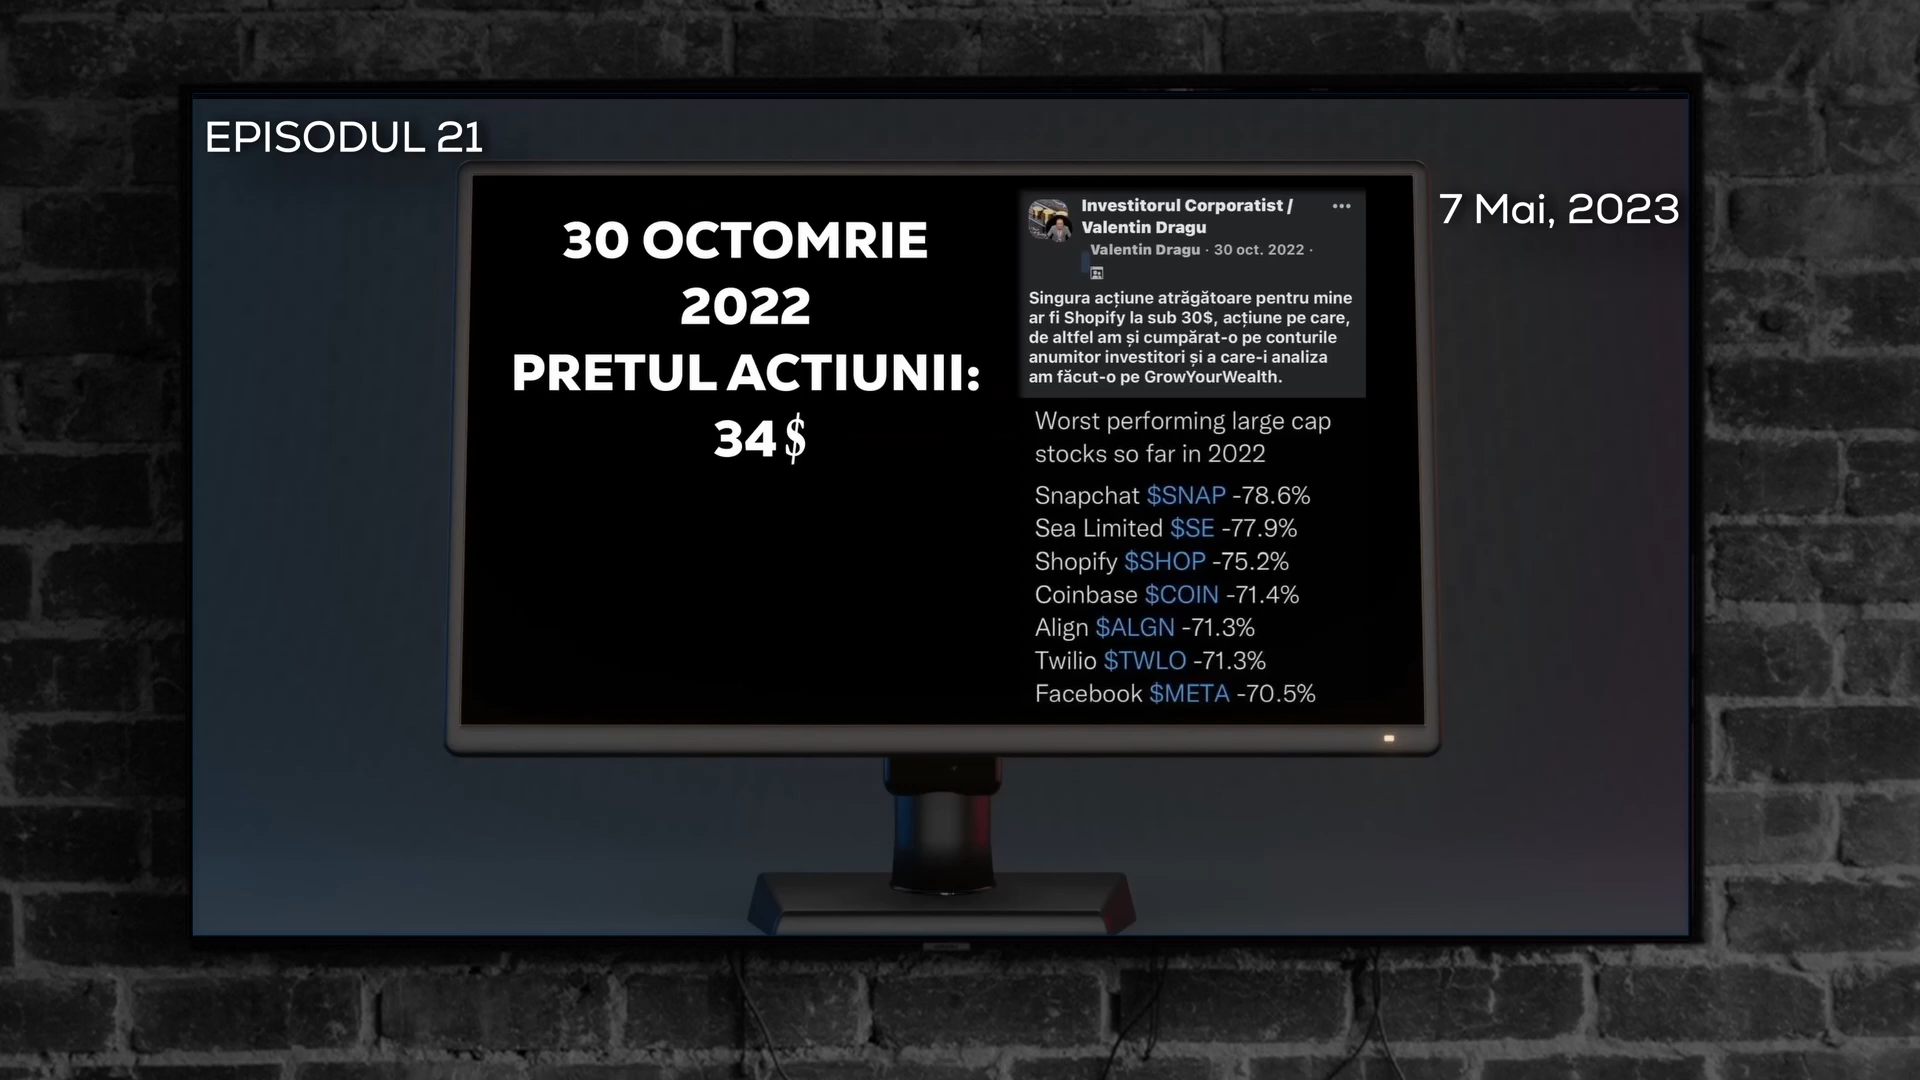 EPISODUL 21
7 Mai, 2023
30 OCTOMRIE
2022
PRETUL ACTIUNII:
34$
Investitorul Corporatist /
Valentin Dragu
Valentin Dragu · 30 oct. 2022 ·
Singura acțiune atrăgătoare pentru mine
ar fi Shopify la sub 30$, acțiune pe care,
de altfel am și cumpărat-o pe conturile
anumitor investitori și a care-i analiza
am făcut-o pe GrowYourWealth.
Worst performing large cap
stocks so far in 2022
Snapchat $SNAP -78.6%
Sea Limited $SE -77.9%
Shopify $SHOP -75.2%
Coinbase $COIN -71.4%
Align $ALGN -71.3%
Twilio $TWLO -71.3%
Facebook $META -70.5%